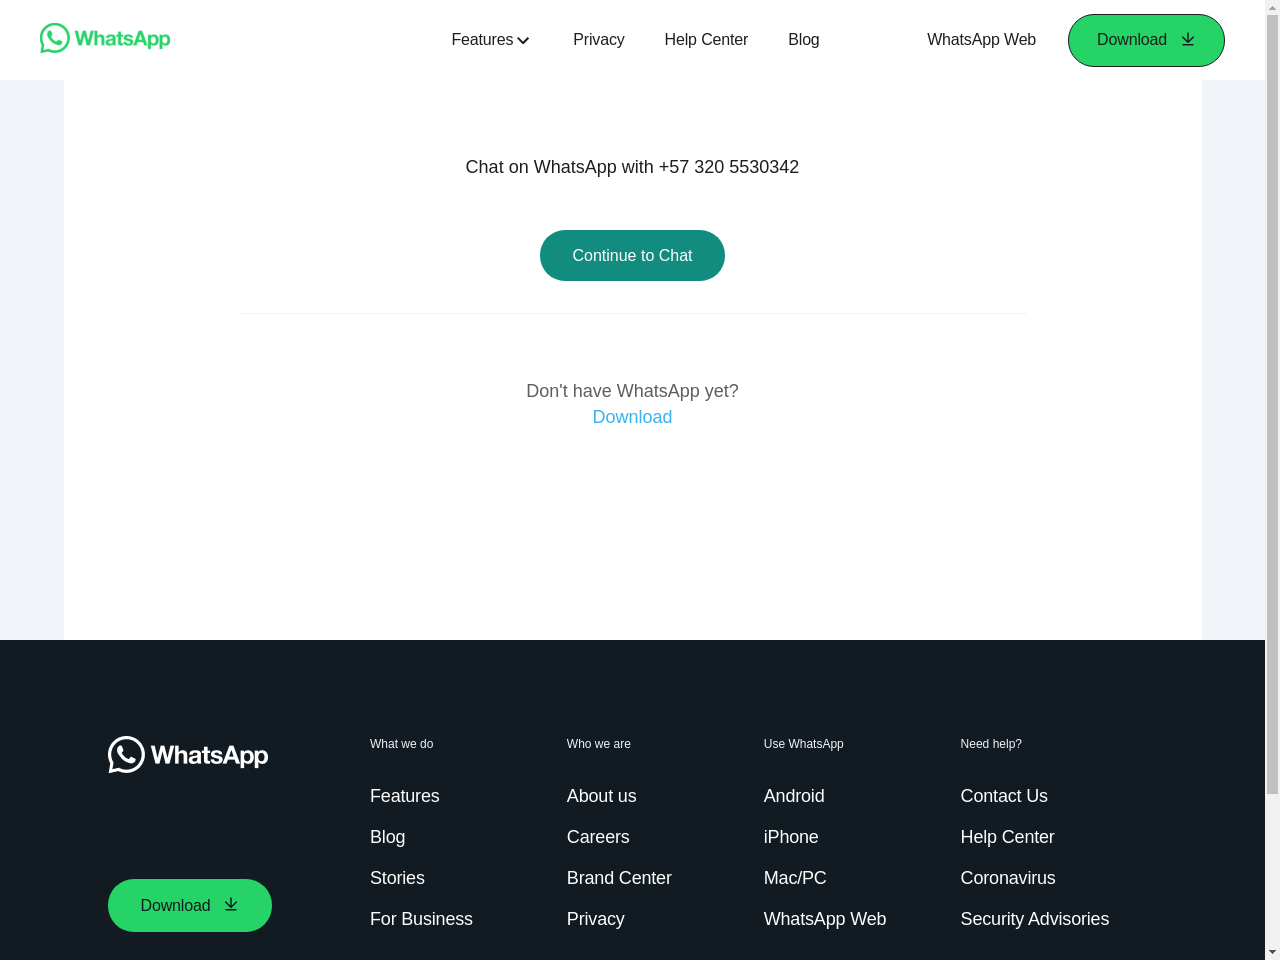 WhatsApp
Features
Privacy
Help Center
Blog
WhatsApp Web
Download
Chat on WhatsApp with +57 320 5530342
Continue to Chat
Don't have WhatsApp yet?
Download
WhatsApp
Download
What we do
Features
Blog
Stories
For Business
Who we are
About us
Careers
Brand Center
Privacy
Use WhatsApp
Android
iPhone
Mac/PC
WhatsApp Web
Need help?
Contact Us
Help Center
Coronavirus
Security Advisories